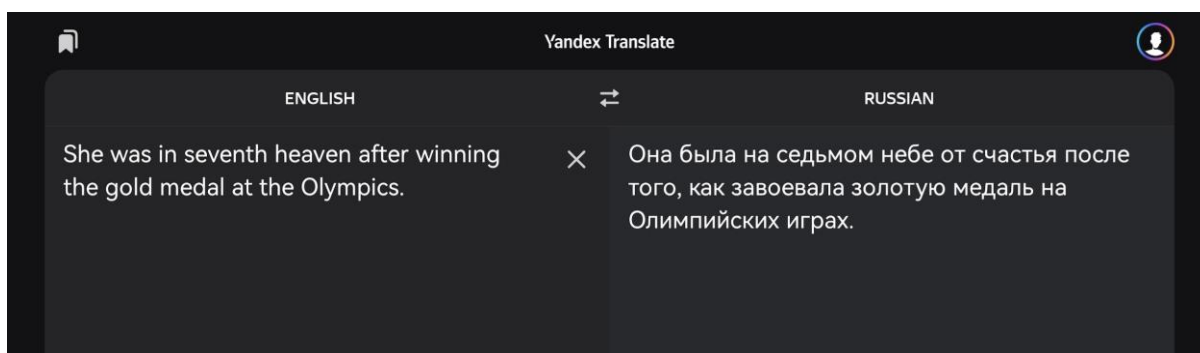 Yandex Translate
ENGLISH
RUSSIAN
She was in seventh heaven after winning
the gold medal at the Olympics.
Она была на седьмом небе от счастья после
того, как завоевала золотую медаль на
Олимпийских играх.